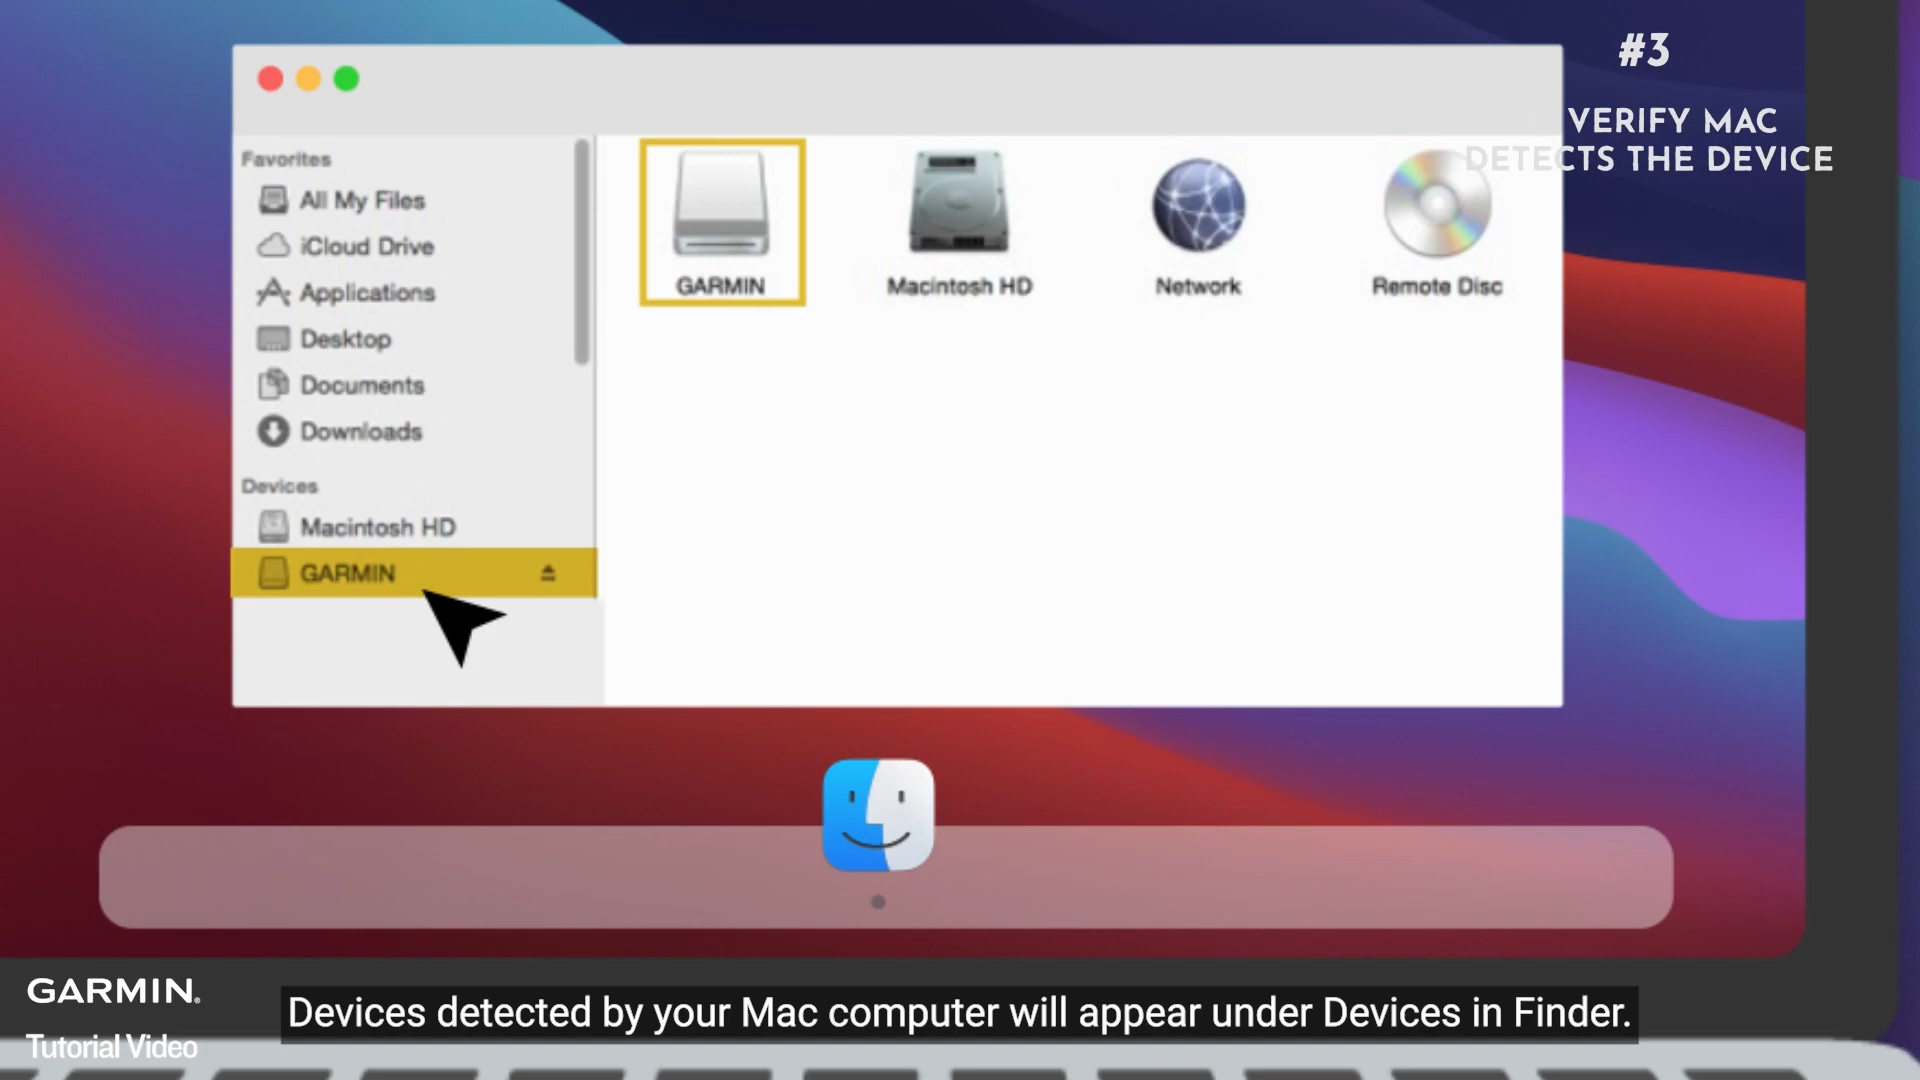 #3
VERIFY MAC
DETECTS THE DEVICE
Favorites
All My Files
iCloud Drive
Applications
Desktop
Documents
Downloads
Devices
Macintosh HD
GARMIN
GARMIN
Macintosh HD
Network
Remote Disc
GARMIN.
Tutorial Video
Devices detected by your Mac computer will appear under Devices in Finder.